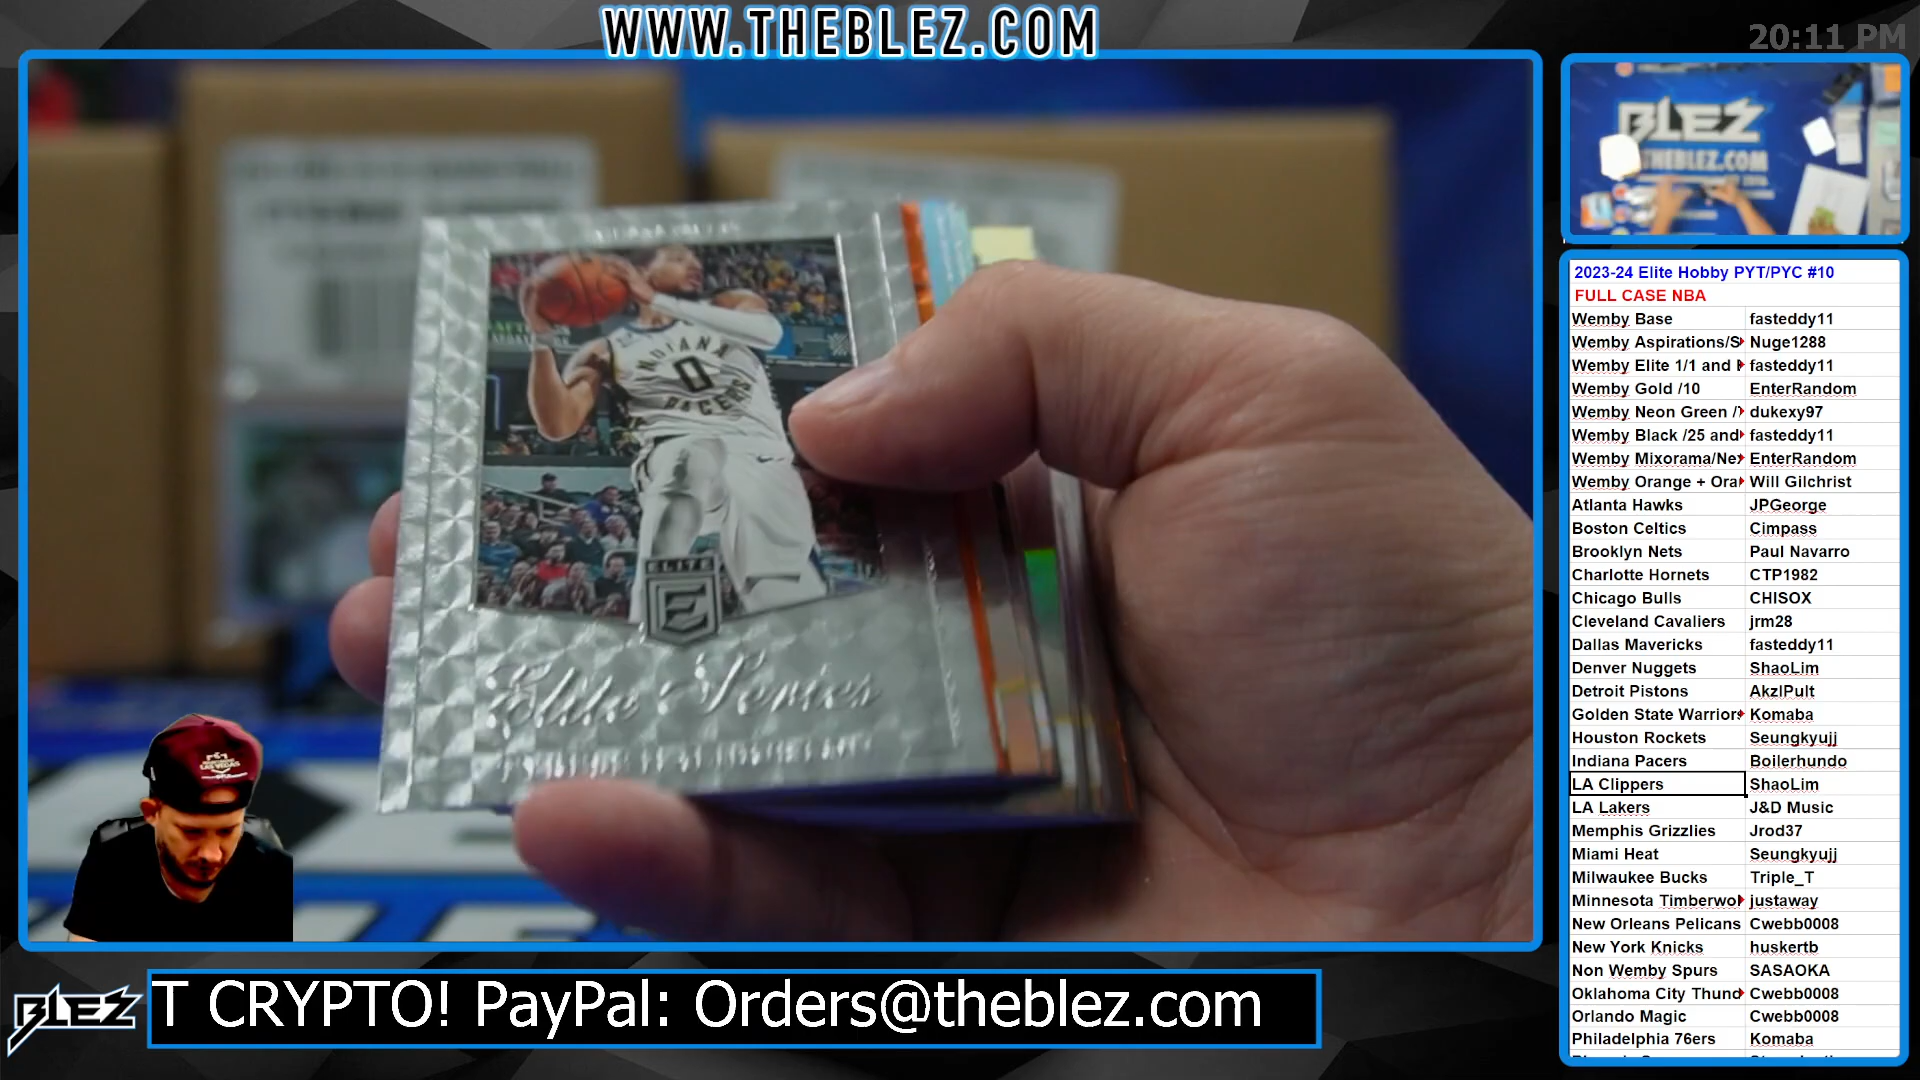 WWW.THEBLEZ.COM
20:11 PM
BLEZ
THEBLEZ.COM
INDIANA
0
PACERS
ELITE
E
Elite Series
2023-24 Elite Hobby PYT/PYC #10
FULL CASE NBA
Wemby Base fasteddy11
Wemby Aspirations/S Nuge1288
Wemby Elite 1/1 and fasteddy11
Wemby Gold /10 EnterRandom
Wemby Neon Green / dukexy97
Wemby Black /25 and fasteddy11
Wemby Mixorama/Ne EnterRandom
Wemby Orange + Ora Will Gilchrist
Atlanta Hawks JPGeorge
Boston Celtics Cimpass
Brooklyn Nets Paul Navarro
Charlotte Hornets CTP1982
Chicago Bulls CHISOX
Cleveland Cavaliers jrm28
Dallas Mavericks fasteddy11
Denver Nuggets ShaoLim
Detroit Pistons
Golden State Warriors Komaba
Houston Rockets Seungkyujj
Indiana Pacers Boilerhundo
LA Clippers ShaoLim
LA Lakers J&D Music
Memphis Grizzlies Jrod37
Miami Heat Seungkyujj
Milwaukee Bucks Triple_T
Minnesota Timberwol justaway
New Orleans Pelicans Cwebb0008
New York Knicks huskertb
Non Wemby Spurs SASAOKA
Oklahoma City Thund Cwebb0008
Orlando Magic Cwebb0008
Philadelphia 76ers Komaba
BLEZ
T CRYPTO! PayPal: Orders@theblez.com